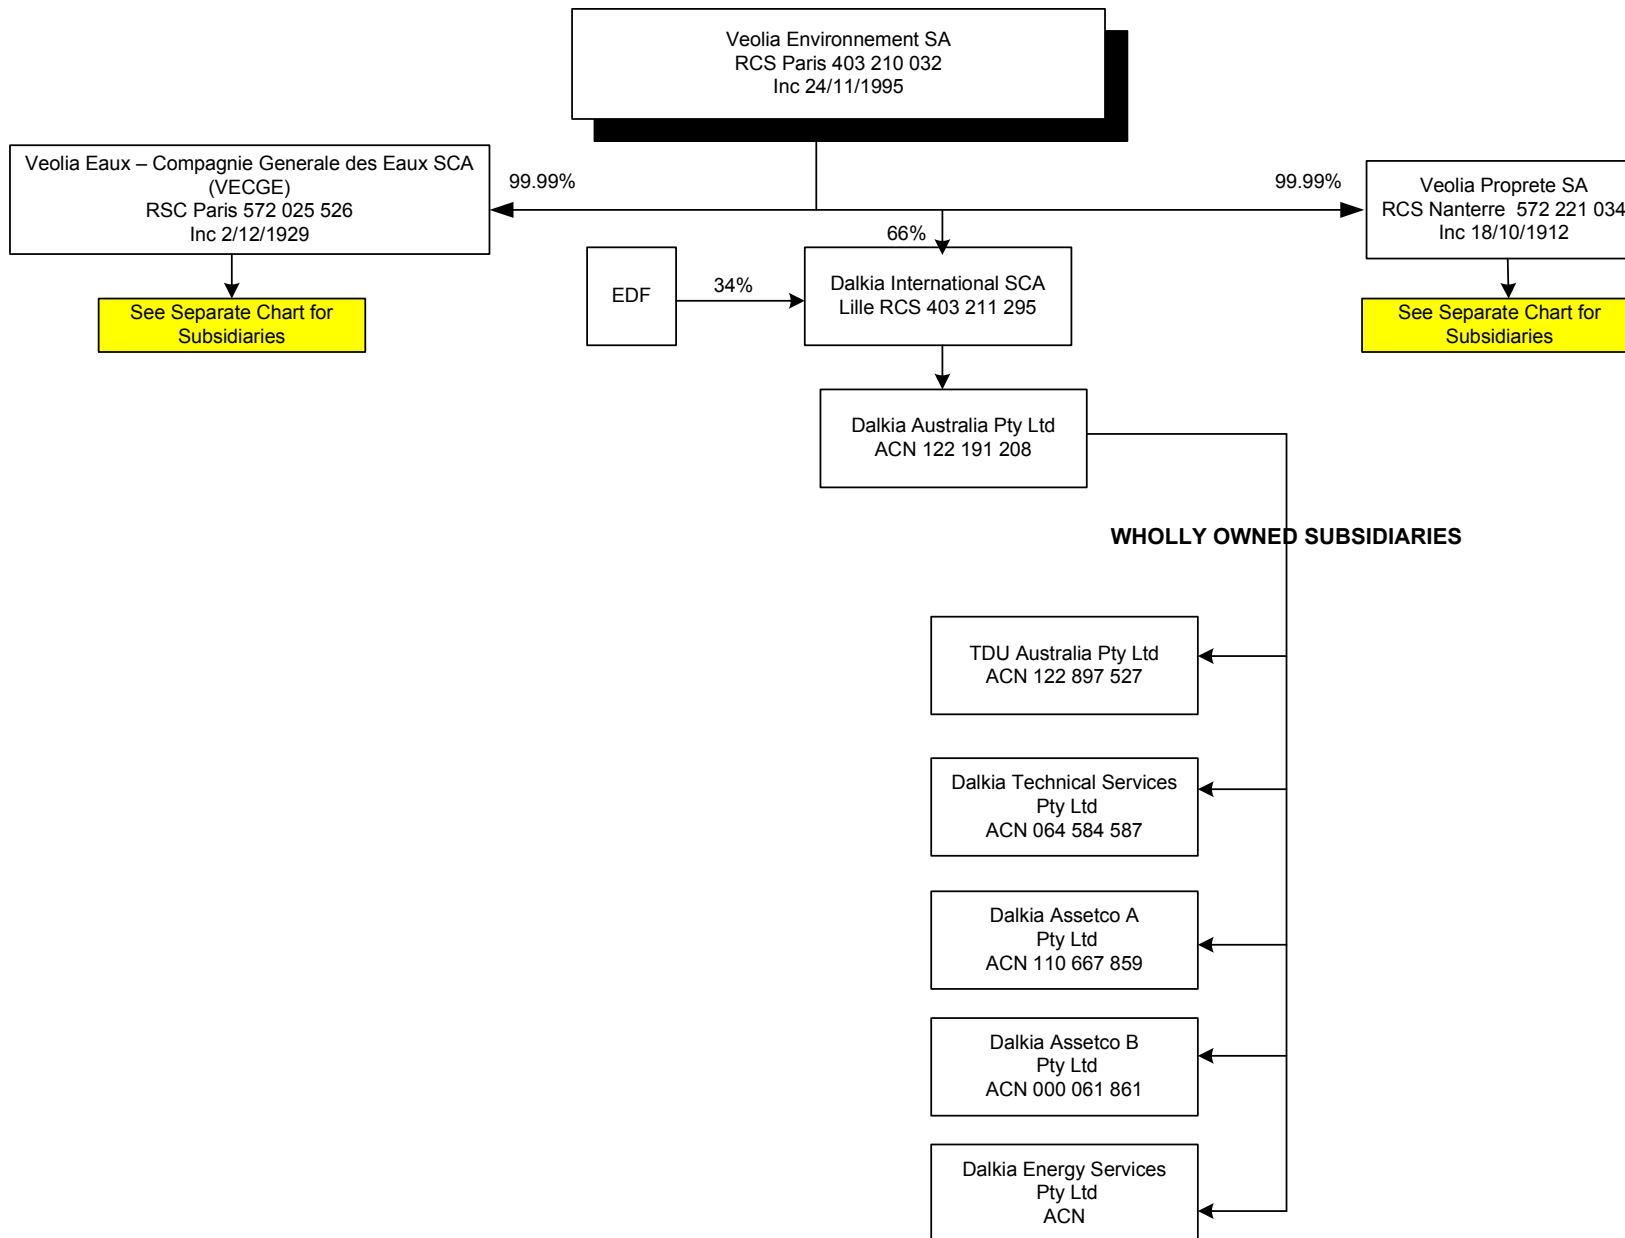 Veolia Environnement SA
RCS Paris 403 210 032
Inc 24/11/1995
Veolia Eaux – Compagnie Generale des Eaux SCA
(VECGE)
RSC Paris 572 025 526
Inc 2/12/1929
99.99%
99.99%
Veolia Proprete SA
RCS Nanterre  572 221 034
Inc 18/10/1912
66%
EDF
34%
Dalkia International SCA
Lille RCS 403 211 295
See Separate Chart for
Subsidiaries
See Separate Chart for
Subsidiaries
Dalkia Australia Pty Ltd
ACN 122 191 208
WHOLLY OWNED SUBSIDIARIES
TDU Australia Pty Ltd
ACN 122 897 527
Dalkia Technical Services
Pty Ltd
ACN 064 584 587
Dalkia Assetco A
Pty Ltd
ACN 110 667 859
Dalkia Assetco B
Pty Ltd
ACN 000 061 861
Dalkia Energy Services
Pty Ltd
ACN